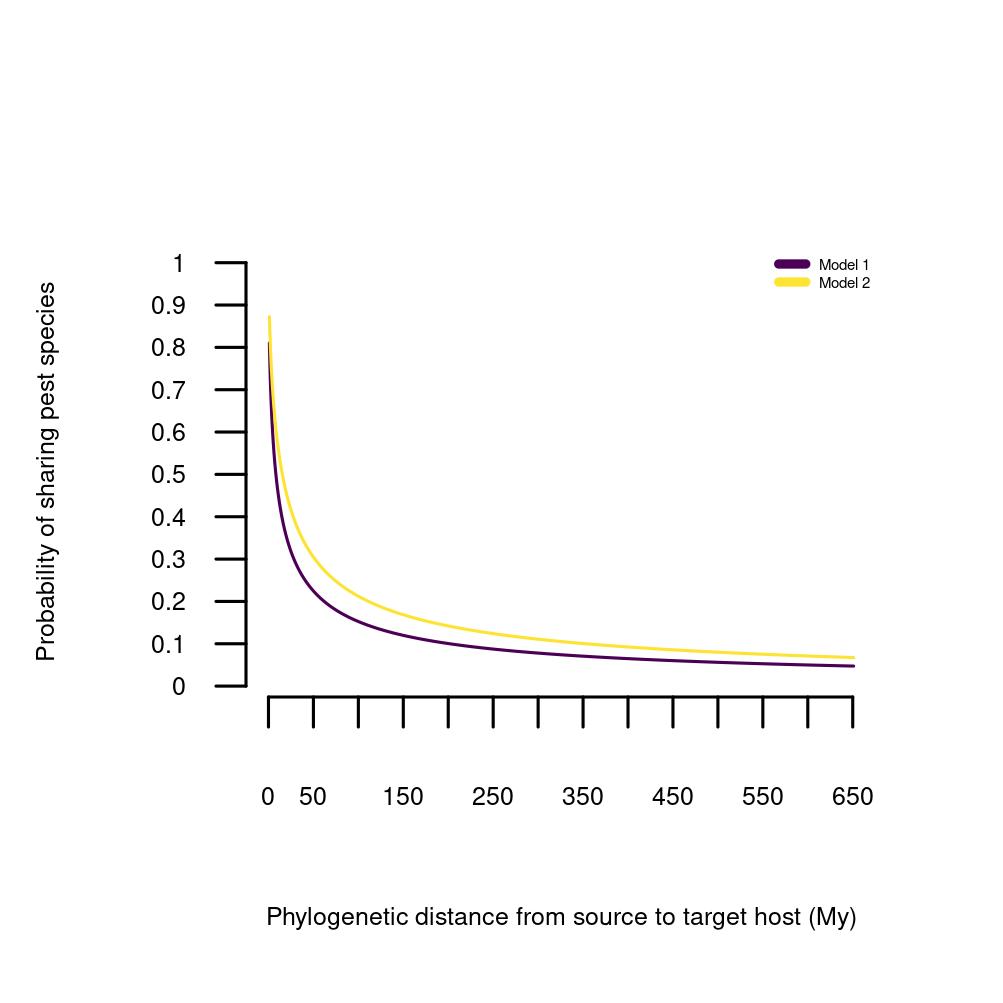 Probability of sharing pest species
1
0.9
0.8
0.7
0.6
0.5
0.4
0.3
0.2
0.1
0
Model 1
Model 2
0 50 150 250 350 450 550 650
Phylogenetic distance from source to target host (My)